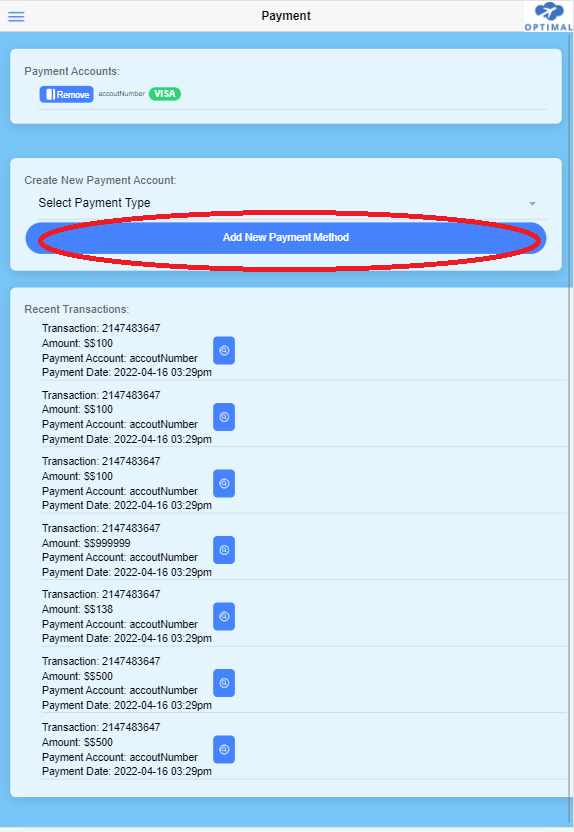 Payment
OPTIMAL
Payment Accounts:
Remove accoutNumber VISA
Create New Payment Account:
Select Payment Type
Add New Payment Method
Recent Transactions:
Transaction: 2147483647
Amount: $$100
Payment Account: accoutNumber
Payment Date: 2022-04-16 03:29pm
Transaction: 2147483647
Amount: $$100
Payment Account: accoutNumber
Payment Date: 2022-04-16 03:29pm
Transaction: 2147483647
Amount: $$100
Payment Account: accoutNumber
Payment Date: 2022-04-16 03:29pm
Transaction: 2147483647
Amount: $$999999
Payment Account: accoutNumber
Payment Date: 2022-04-16 03:29pm
Transaction: 2147483647
Amount: $$138
Payment Account: accoutNumber
Payment Date: 2022-04-16 03:29pm
Transaction: 2147483647
Amount: $$500
Payment Account: accoutNumber
Payment Date: 2022-04-16 03:29pm
Transaction: 2147483647
Amount: $$500
Payment Account: accoutNumber
Payment Date: 2022-04-16 03:29pm